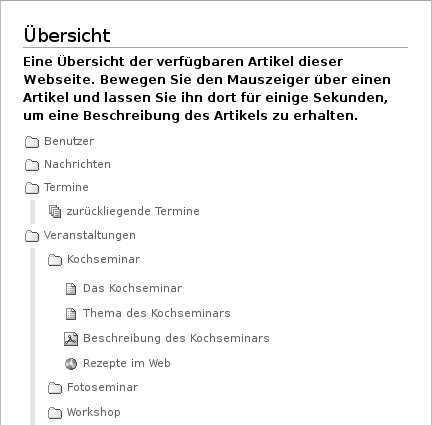 Übersicht
Eine Übersicht der verfügbaren Artikel dieser
Webseite. Bewegen Sie den Mauszeiger über einen
Artikel und lassen Sie ihn dort für einige Sekunden,
um eine Beschreibung des Artikels zu erhalten.
Benutzer
Nachrichten
Termine
zurückliegende Termine
Veranstaltungen
Kochseminar
Das Kochseminar
Thema des Kochseminars
Beschreibung des Kochseminars
Rezepte im Web
Fotoseminar
Workshop